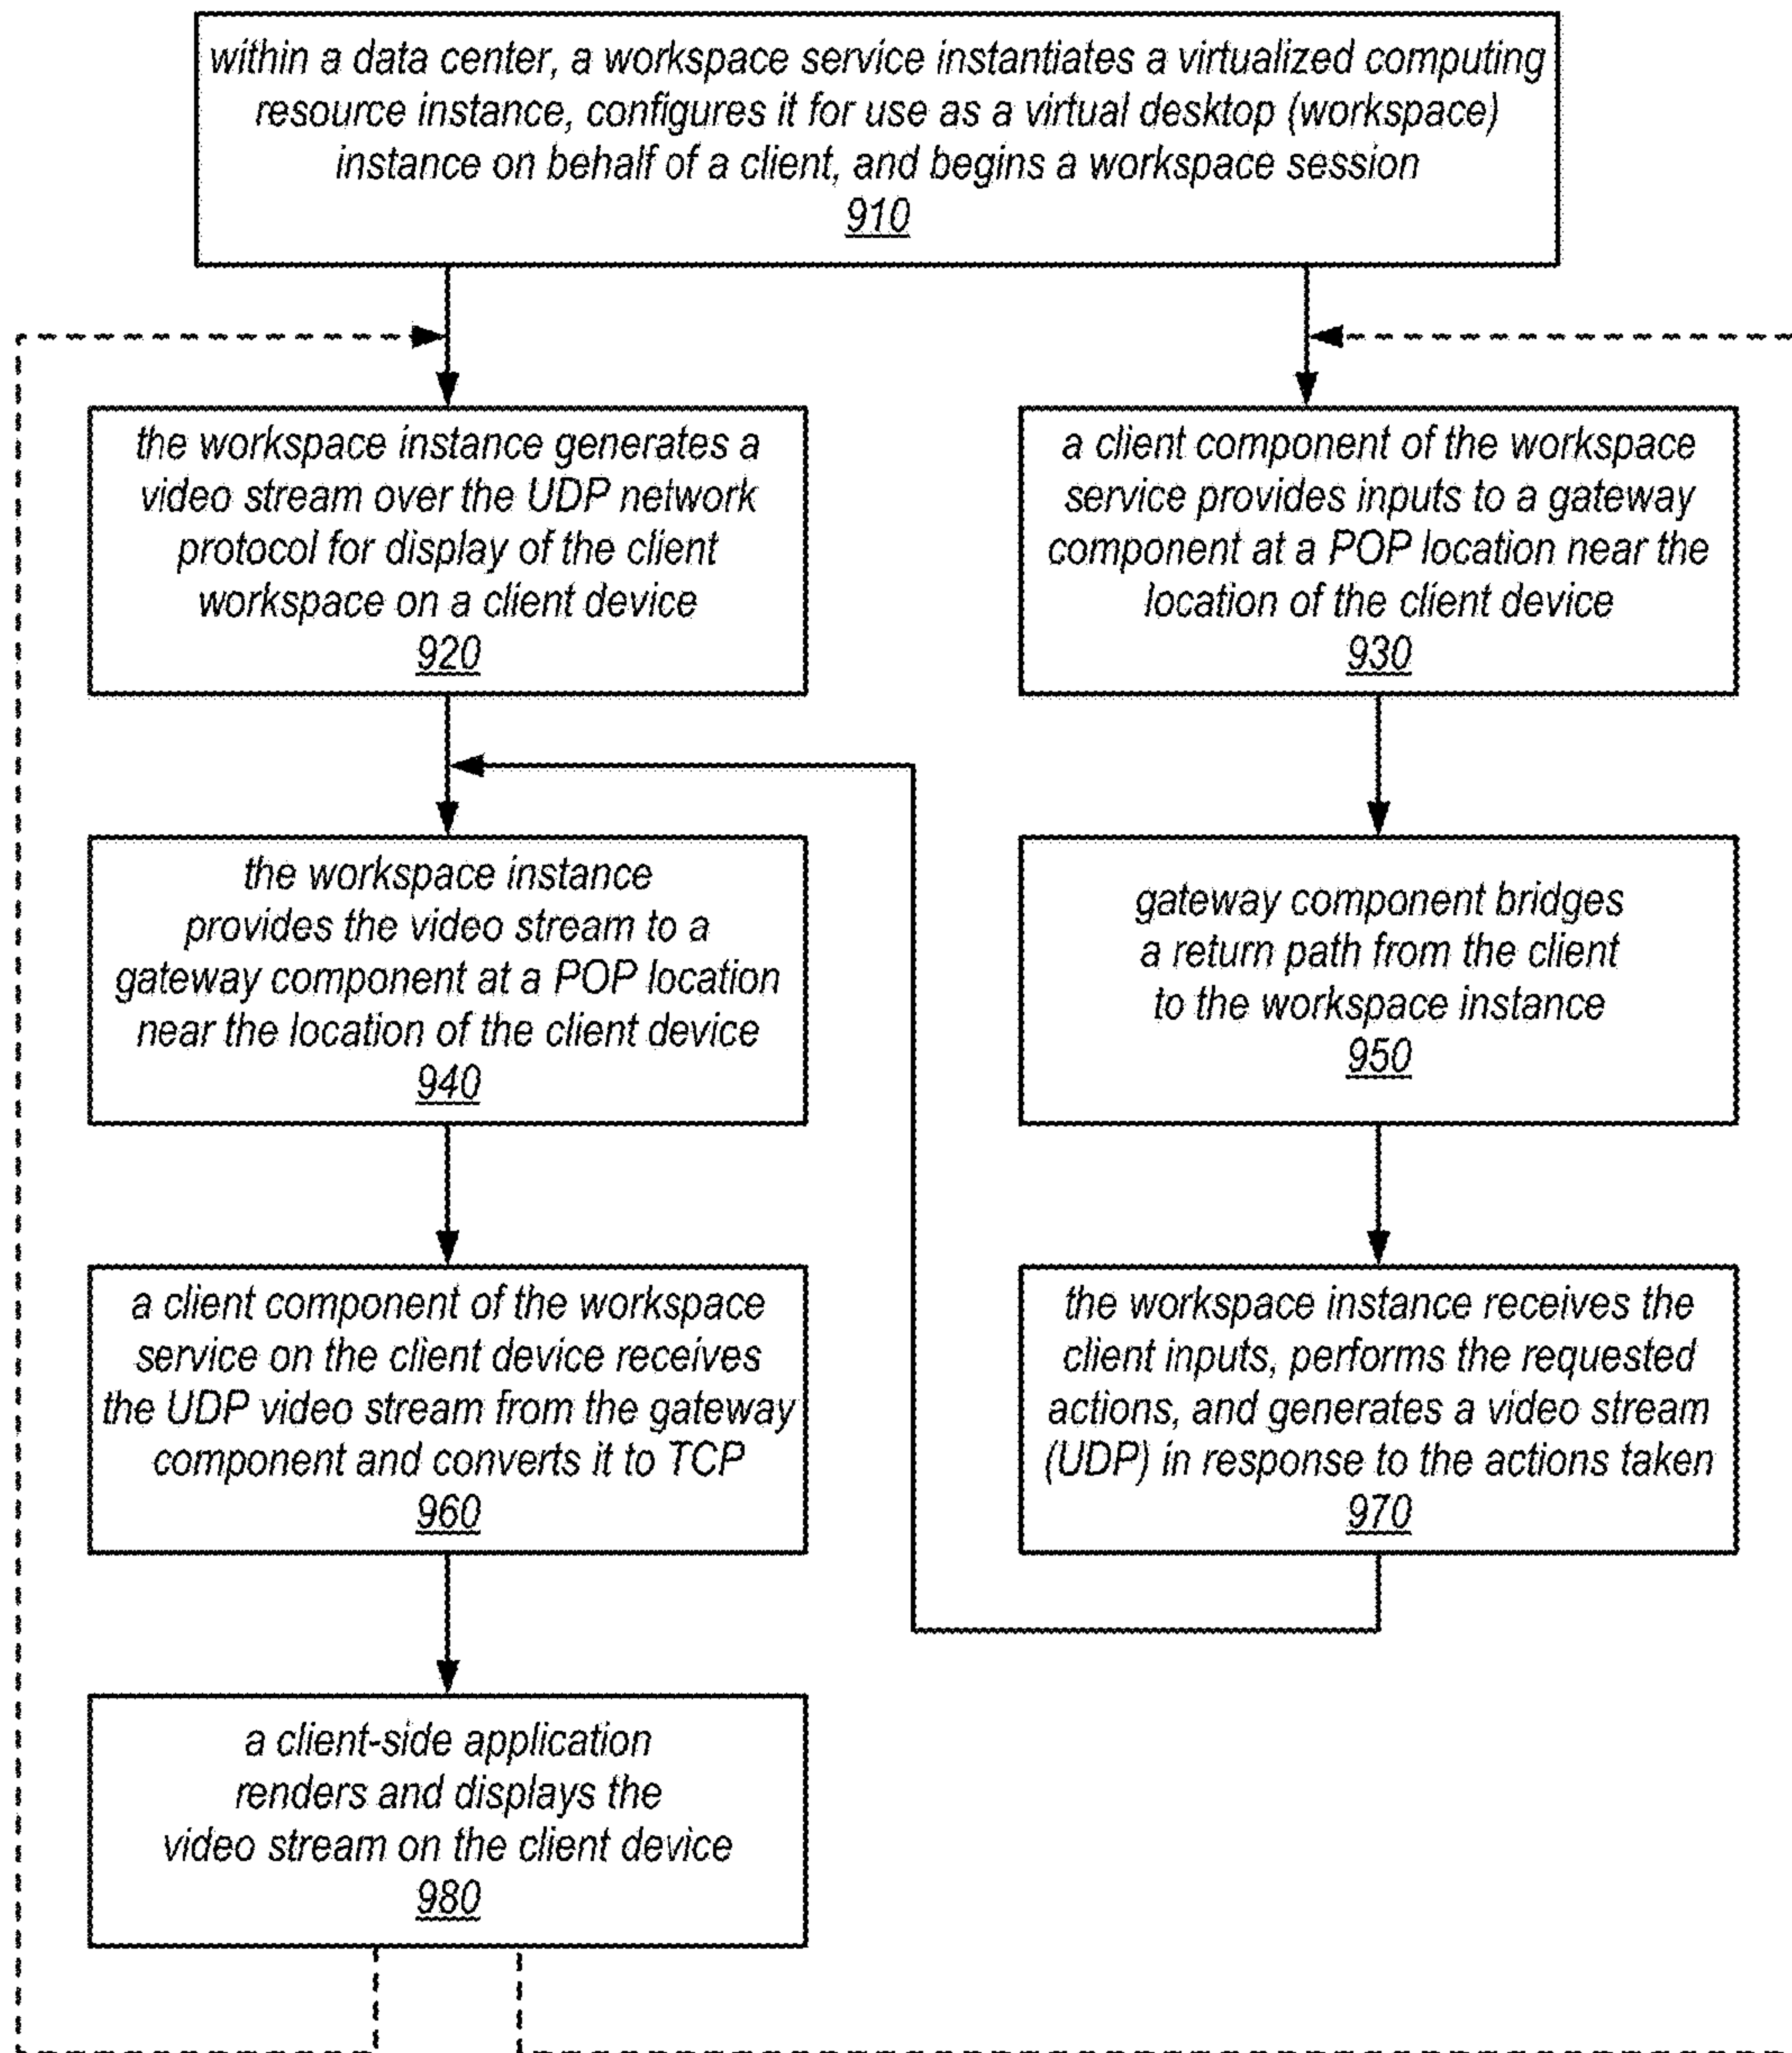 within a data center, a workspace service instantiates a virtualized computing
resource instance, configures it for use as a virtual desktop (workspace)
instance on behalf of a client, and begins a workspace session
910
the workspace instance generates a
video stream over the UDP network
protocol for display of the client
workspace on a client device
920
a client component of the workspace
service provides inputs to a gateway
component at a POP location near the
location of the client device
930
the workspace instance
provides the video stream to a
gateway component at a POP location
near the location of the client device
940
gateway component bridges
a return path from the client
to the workspace instance
950
a client component of the workspace
service on the client device receives
the UDP video stream from the gateway
component and converts it to TCP
960
the workspace instance receives the
client inputs, performs the requested
actions, and generates a video stream
(UDP) in response to the actions taken
970
a client-side application
renders and displays the
video stream on the client device
980